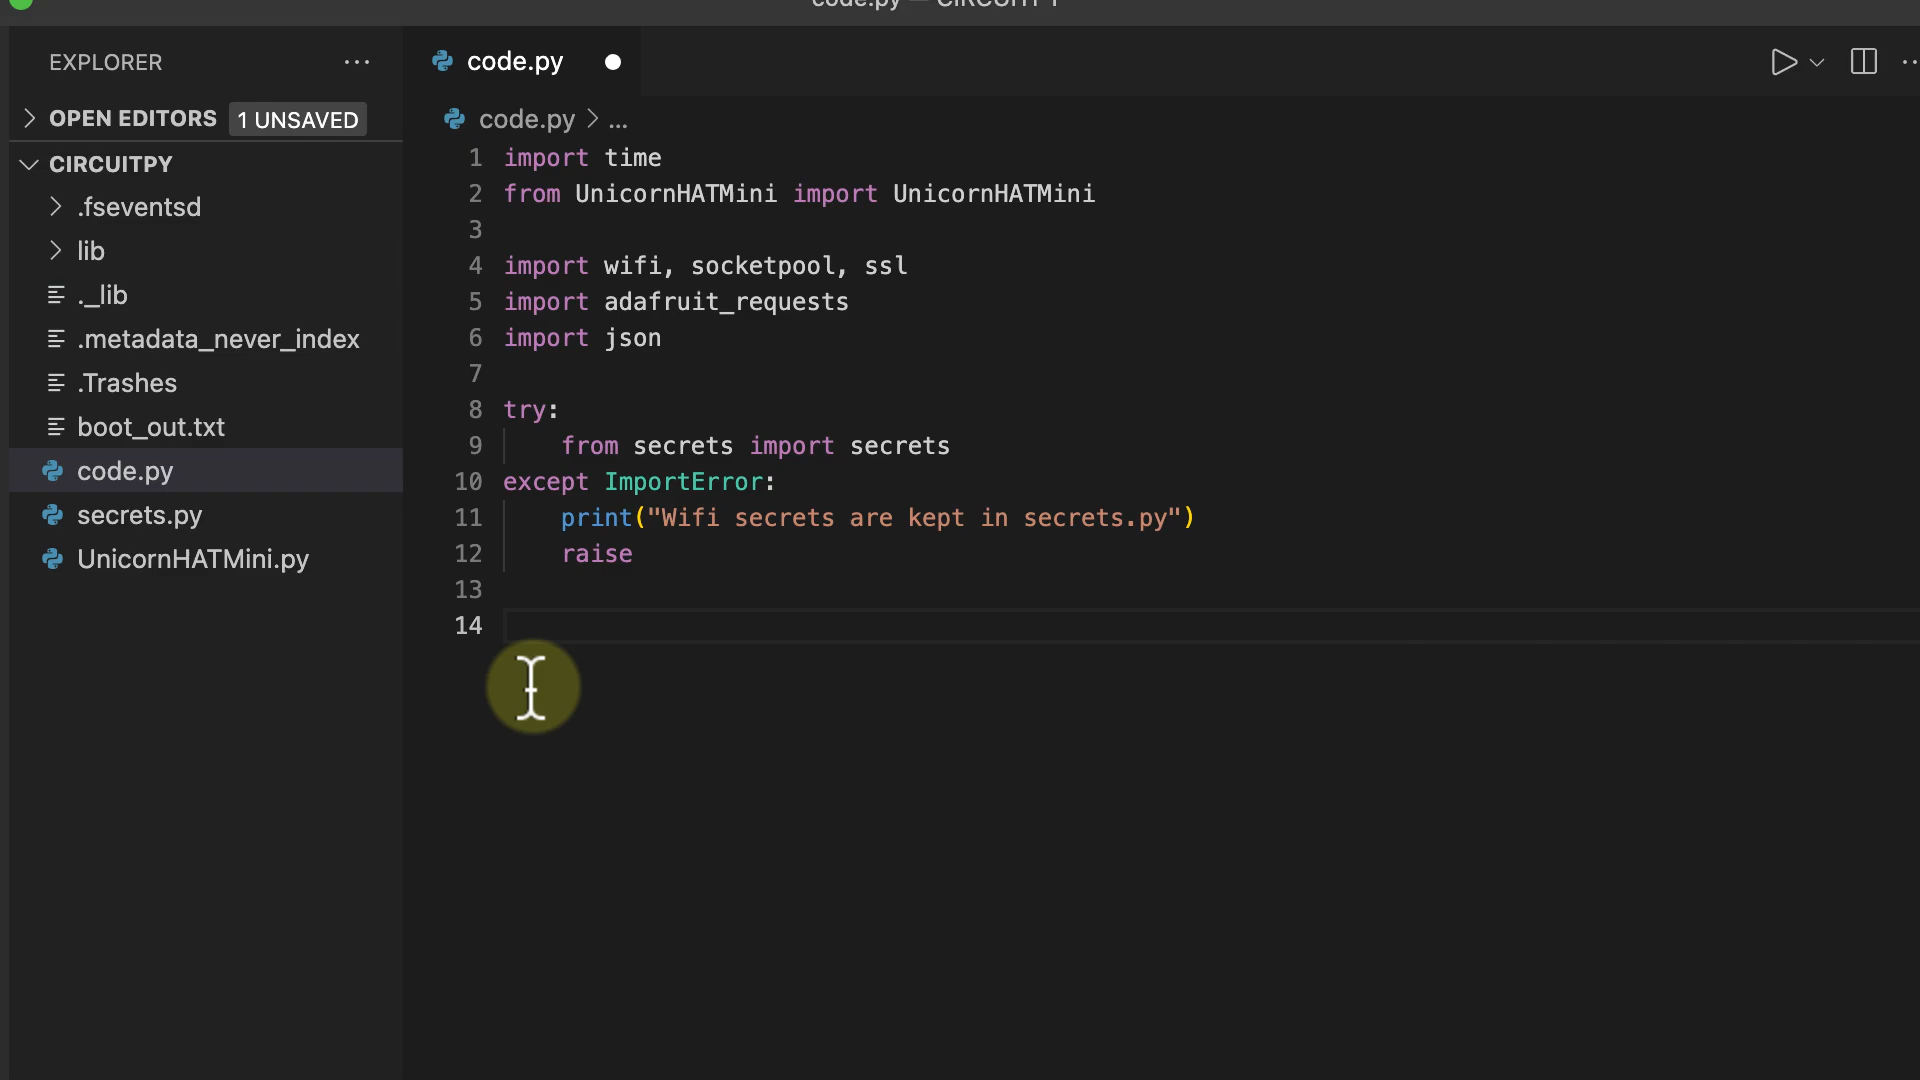 code.py — CIRCUITPY
EXPLORER
code.py
OPEN EDITORS 1 UNSAVED
code.py > ...
CIRCUITPY
.fseventsd
lib
._lib
.metadata_never_index
.Trashes
boot_out.txt
code.py
secrets.py
UnicornHATMini.py
1 import time
2 from UnicornHATMini import UnicornHATMini
3
4 import wifi, socketpool, ssl
5 import adafruit_requests
6 import json
7
8 try:
9 from secrets import secrets
10 except ImportError:
11 print("Wifi secrets are kept in secrets.py")
12 raise
13
14